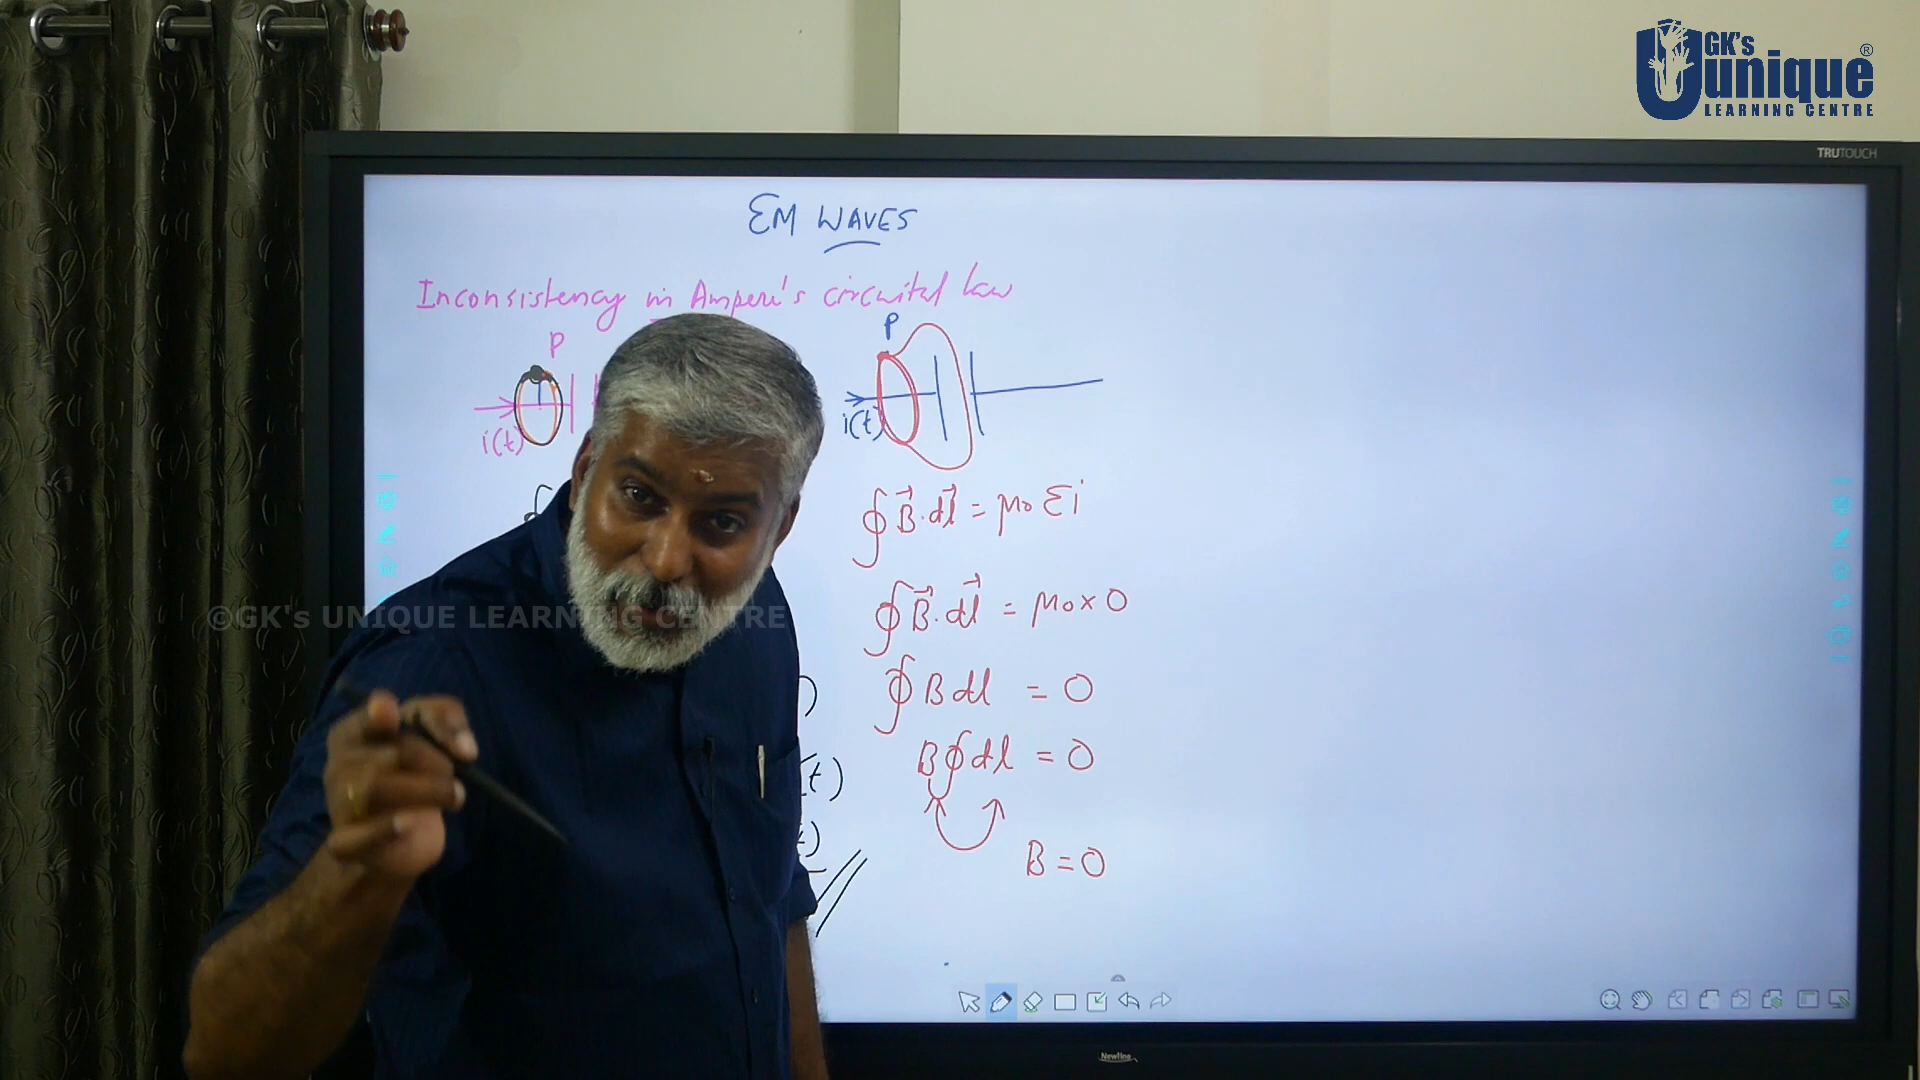 GK's
unique®
LEARNING CENTRE
TRUTOUCH
EM WAVES
Inconsistency in Ampere's circuital law
P
i(t)
P
i(t)
∮ B⃗.dl⃗ = μ₀ Σi
∮ B⃗.dl⃗ = μ₀ × 0
∮ B dl = 0
B ∮ dl = 0
B = 0
(t)
©GK's UNIQUE LEARNING CENTRE
Newline